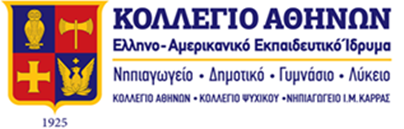 ΚΟΛΛΕΓΙΟ ΑΘΗΝΩΝ
Ελληνο-Αμερικανικό Εκπαιδευτικό Ίδρυμα
Νηπιαγωγείο • Δημοτικό • Γυμνάσιο • Λύκειο
ΚΟΛΛΕΓΙΟ ΑΘΗΝΩΝ • ΚΟΛΛΕΓΙΟ ΨΥΧΙΚΟΥ • ΝΗΠΙΑΓΩΓΕΙΟ Ι.Μ. ΚΑΡΡΑΣ
1925